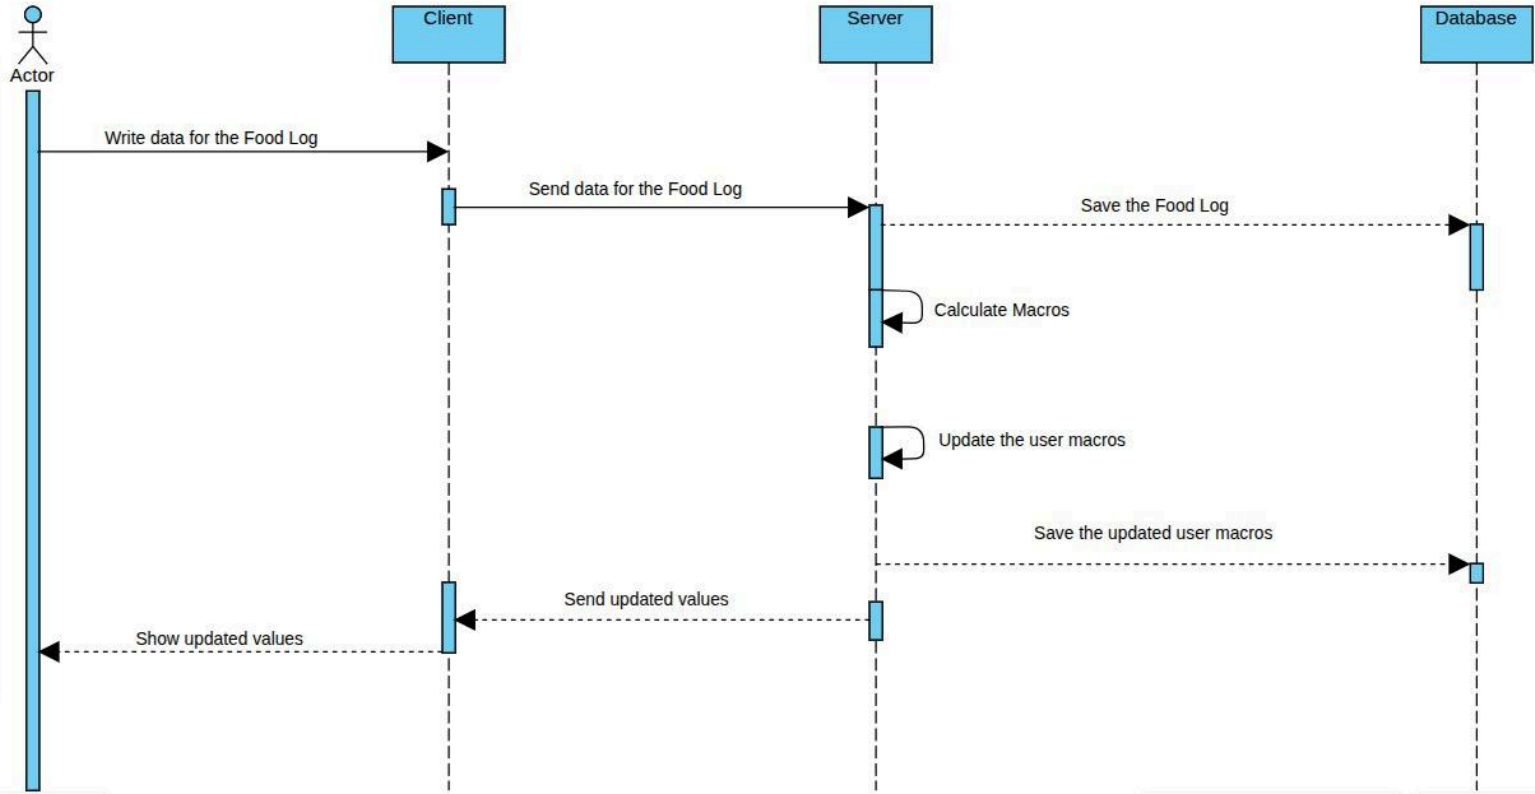 Client
Server
Database
Actor
Write data for the Food Log
Send data for the Food Log
Save the Food Log
Calculate Macros
Update the user macros
Save the updated user macros
Send updated values
Show updated values